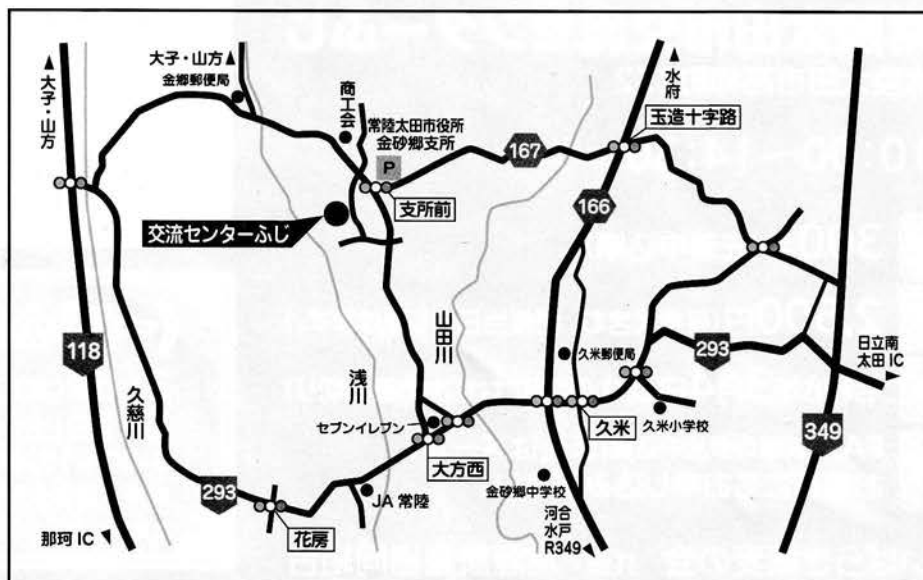 ▲大子・山方
大子・山方▲
金郷郵便局
商工会
常陸太田市役所
金砂郷支所
P
支所前
交流センターふじ
167
▲水府
玉造十字路
166
118
久慈川
浅川
山田川
久米郵便局
293
日立南
太田IC
セブンイレブン
大方西
久米
久米小学校
349
293
花房
JA常陸
金砂郷中学校
河合
水戸
R349
那珂IC